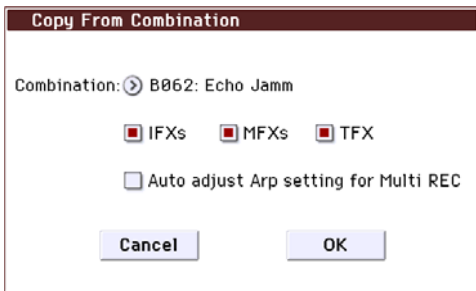 Copy From Combination
Combination: B062: Echo Jamm
IFXs MFXs TFX
Auto adjust Arp setting for Multi REC
Cancel OK